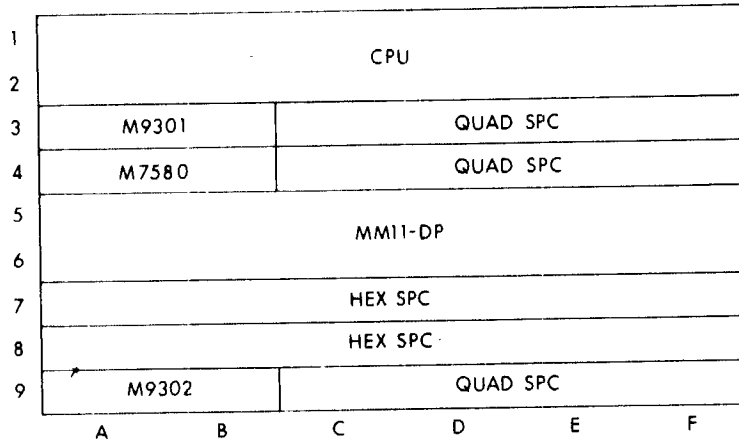 1
CPU
2
3 M9301 QUAD SPC
4 M7580 QUAD SPC
5
MM11-DP
6
7 HEX SPC
8 HEX SPC
9 M9302 QUAD SPC
A B C D E F